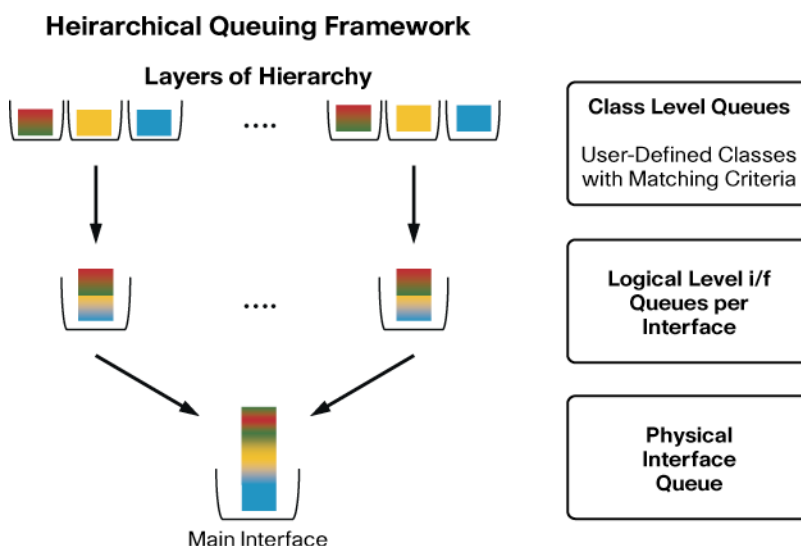 Heirarchical Queuing Framework
Layers of Hierarchy
....
Class Level Queues
User-Defined Classes
with Matching Criteria
....
Logical Level i/f
Queues per
Interface
Physical
Interface
Queue
Main Interface